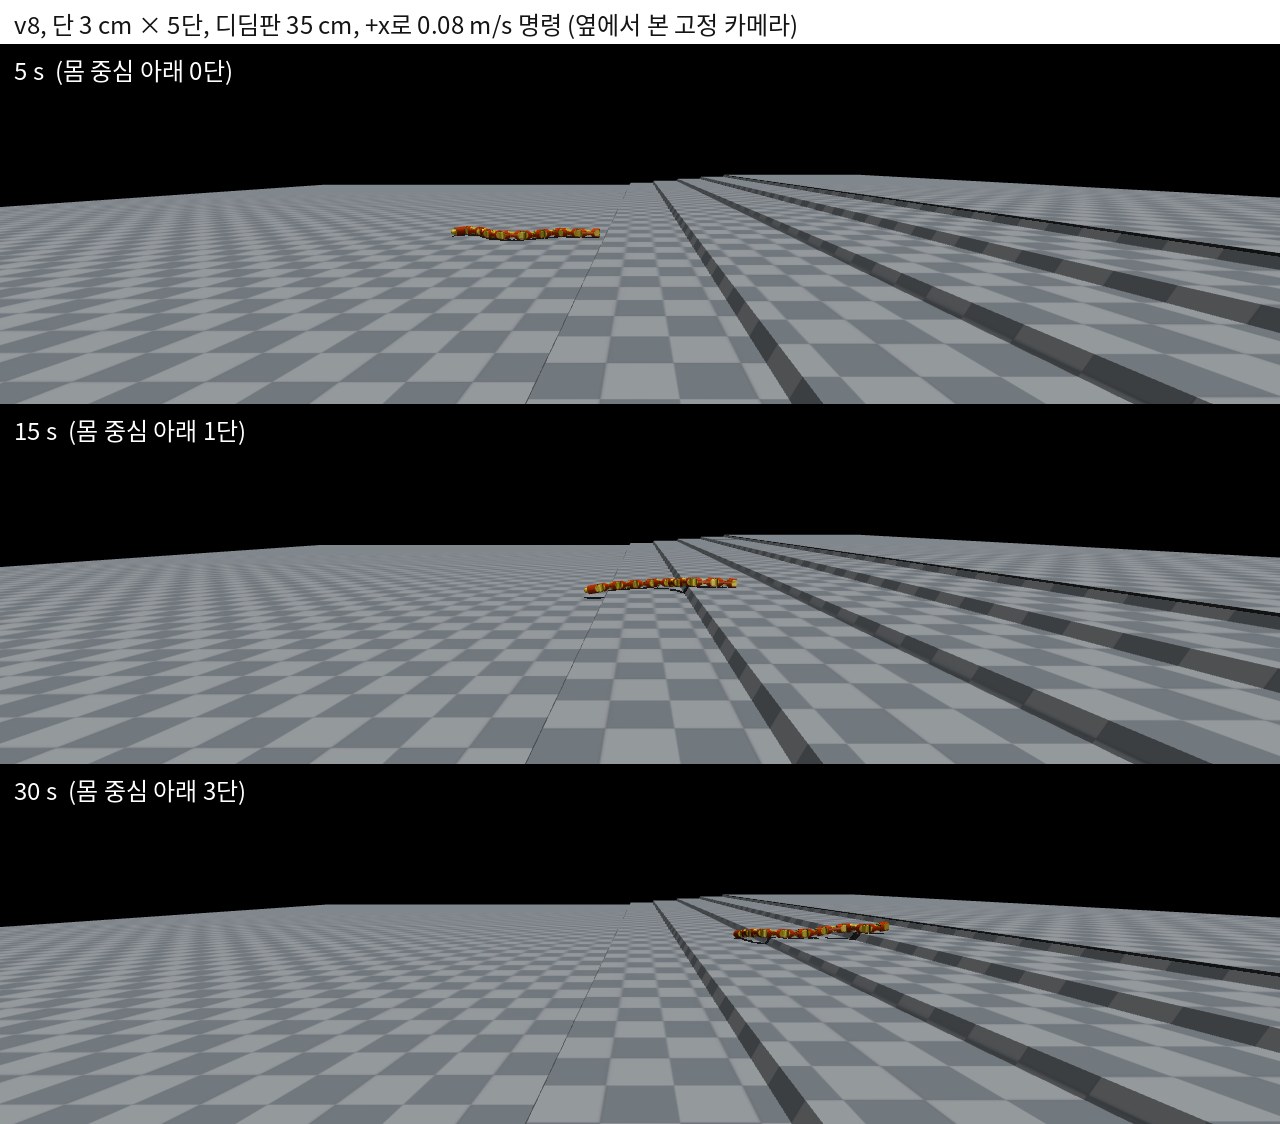 v8, 단 3 cm × 5단, 디딤판 35 cm, +x로 0.08 m/s 명령 (옆에서 본 고정 카메라)
5 s (몸 중심 아래 0단)
15 s (몸 중심 아래 1단)
30 s (몸 중심 아래 3단)